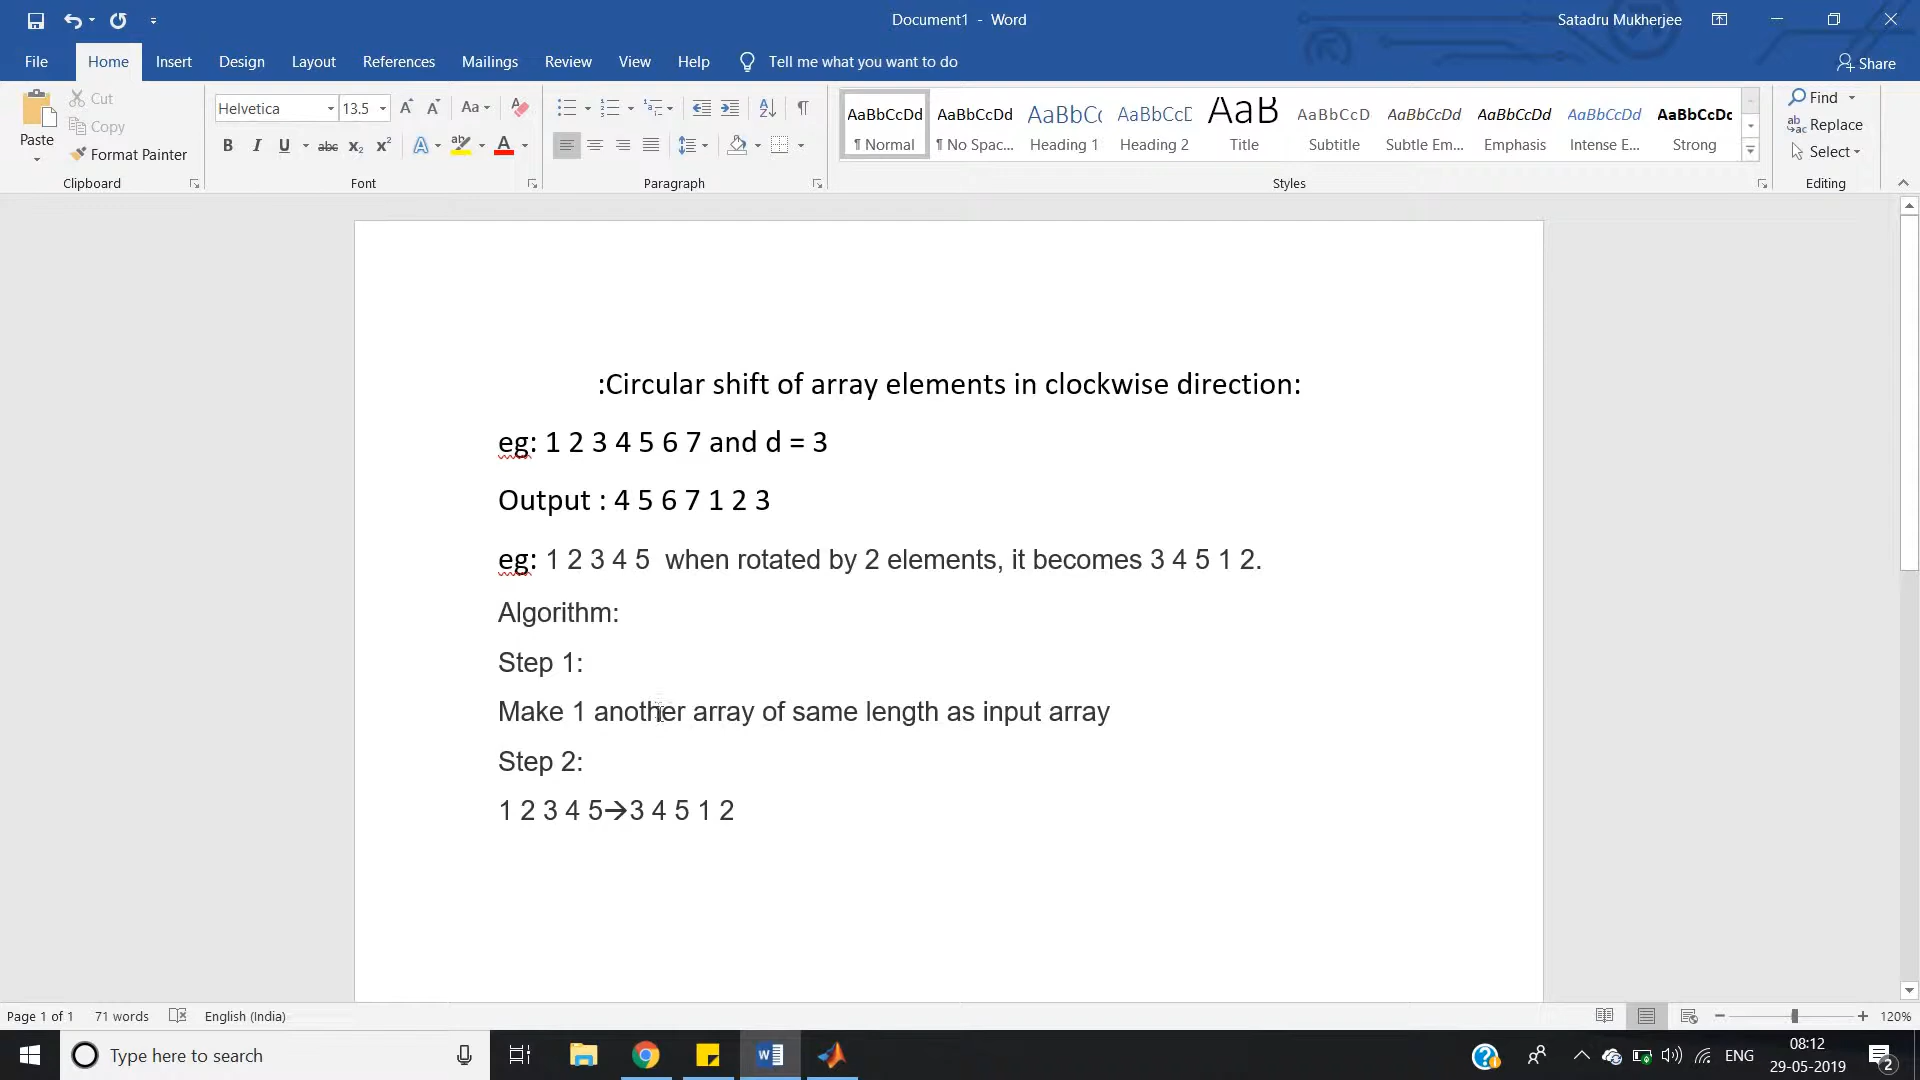 Document1 - Word
Satadru Mukherjee
File
Home
Insert
Design
Layout
References
Mailings
Review
View
Help
Tell me what you want to do
Share
Paste
Cut
Copy
Format Painter
Clipboard
Helvetica
13.5
Aa
B I U abc x₂ x² A A
Font
Paragraph
AaBbCcDd
¶ Normal
AaBbCcDd
¶ No Spac...
AaBbCc
Heading 1
AaBbCcE
Heading 2
AaB
Title
AaBbCcD
Subtitle
AaBbCcDd
Subtle Em...
AaBbCcDd
Emphasis
AaBbCcDd
Intense E...
AaBbCcDc
Strong
Styles
Find
Replace
Select
Editing
:Circular shift of array elements in clockwise direction:
eg: 1 2 3 4 5 6 7 and d = 3
Output : 4 5 6 7 1 2 3
eg: 1 2 3 4 5 when rotated by 2 elements, it becomes 3 4 5 1 2.
Algorithm:
Step 1:
Make 1 another array of same length as input array
Step 2:
1 2 3 4 5→3 4 5 1 2
Page 1 of 1
71 words
English (India)
120%
Type here to search
ENG
08:12
29-05-2019
2